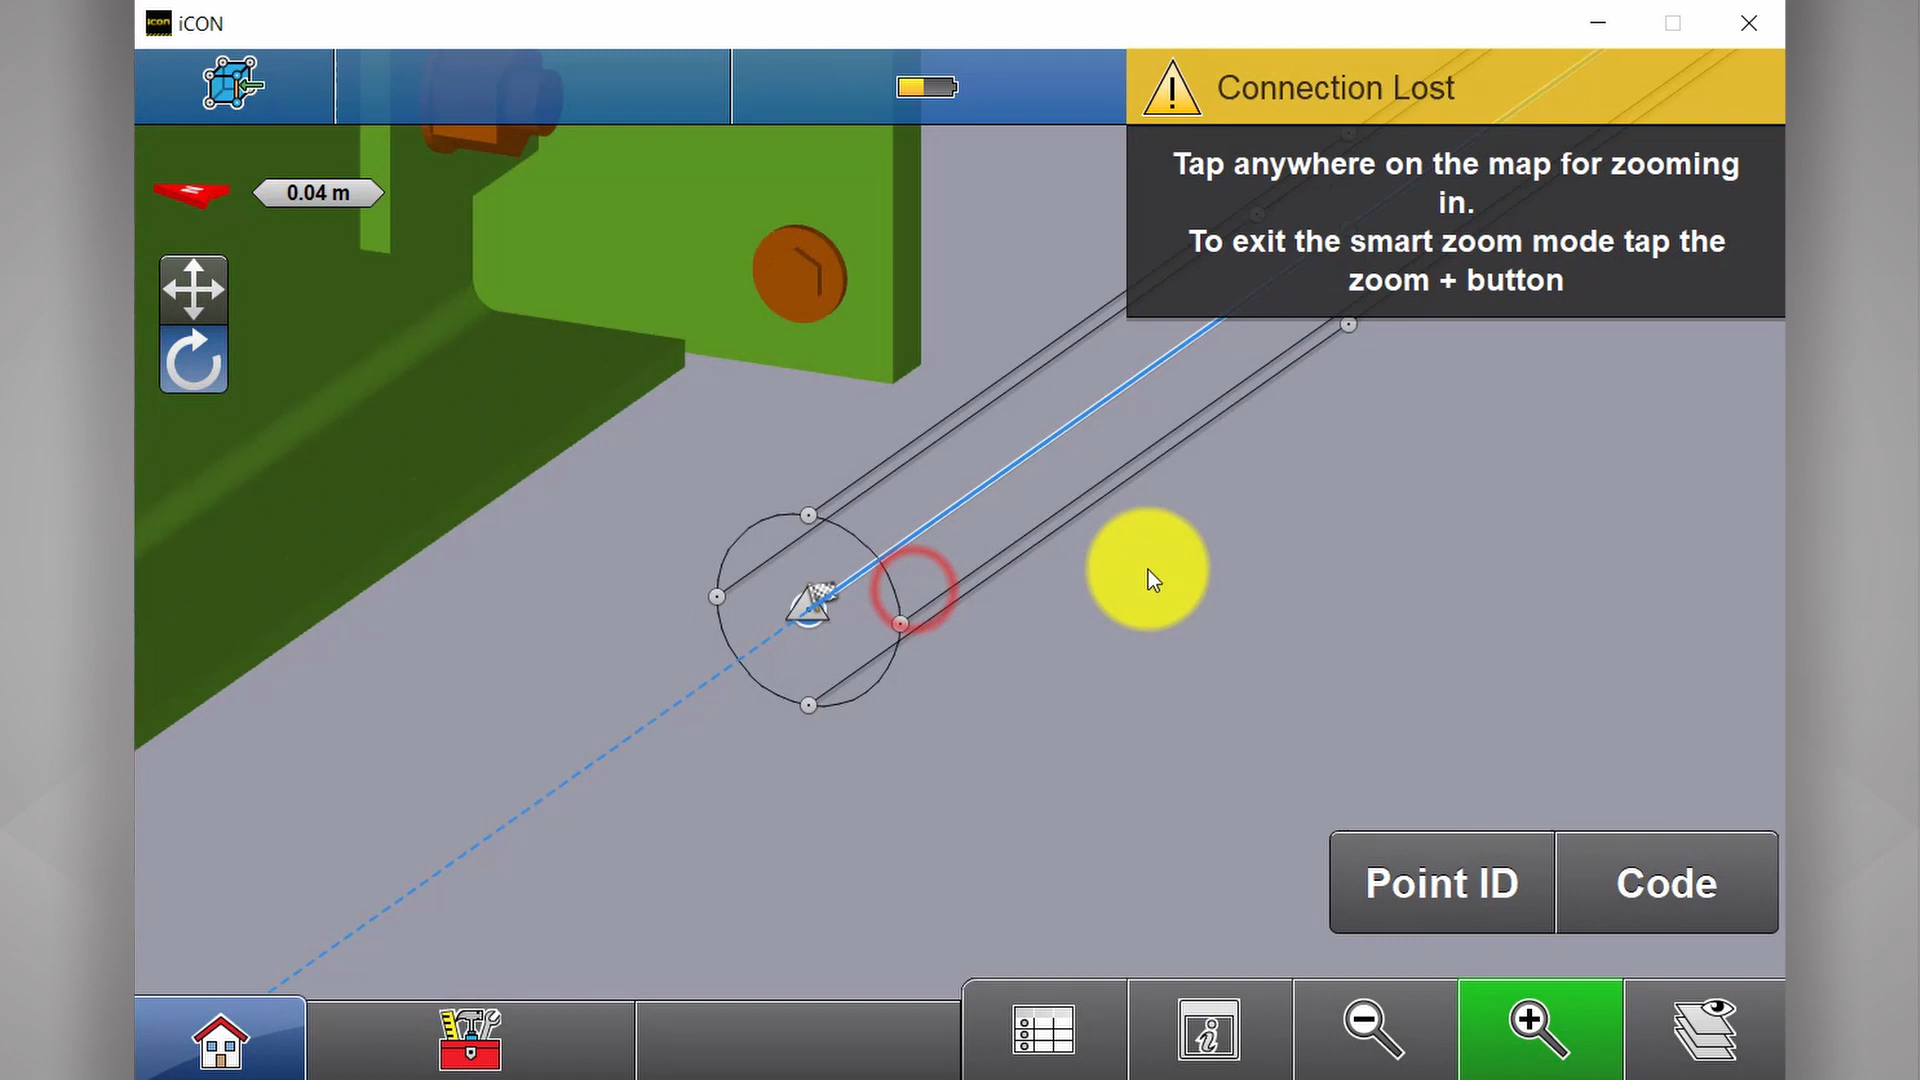 iCON
iCON
Connection Lost
Tap anywhere on the map for zooming
in.
To exit the smart zoom mode tap the
zoom + button
N
0.04 m
Point ID
Code